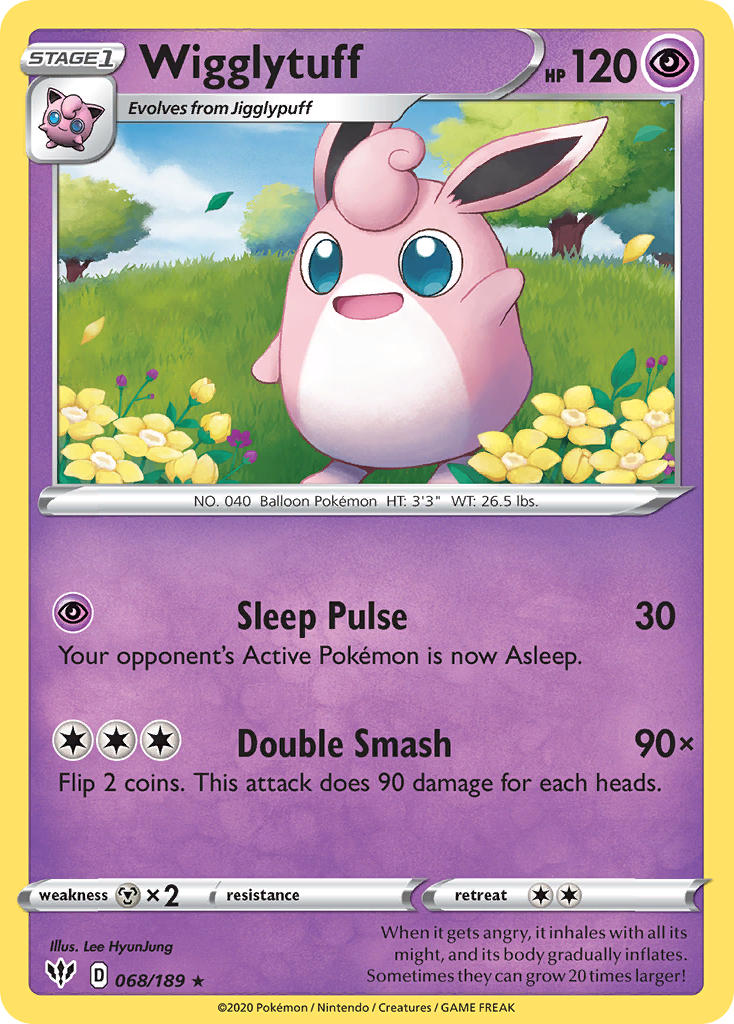 STAGE 1
Wigglytuff
HP 120
Evolves from Jigglypuff
NO. 040 Balloon Pokémon HT: 3'3" WT: 26.5 lbs.
Sleep Pulse 30
Your opponent's Active Pokémon is now Asleep.
Double Smash 90×
Flip 2 coins. This attack does 90 damage for each heads.
weakness ×2 resistance retreat
Illus. Lee HyunJung
When it gets angry, it inhales with all its
might, and its body gradually inflates.
Sometimes they can grow 20 times larger!
D 068/189 ★
©2020 Pokémon / Nintendo / Creatures / GAME FREAK